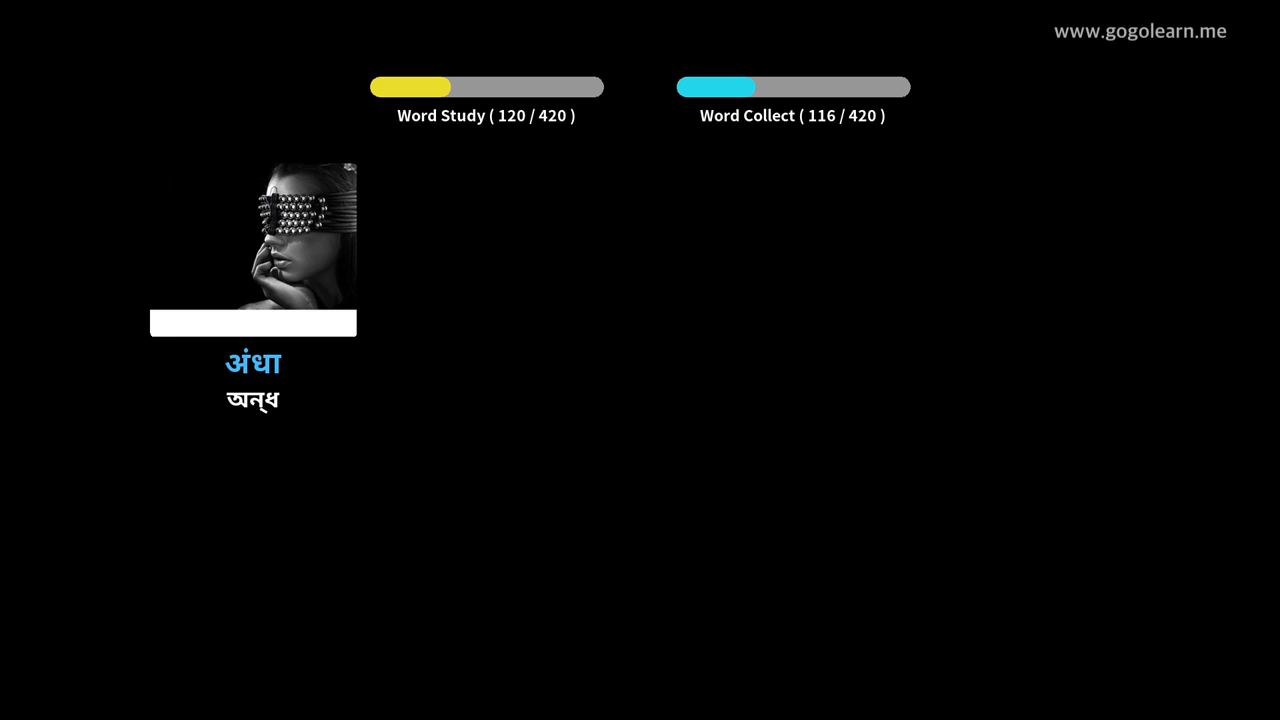 www.gogolearn.me
Word Study ( 120 / 420 )
Word Collect ( 116 / 420 )
अंधा
অন্‌ধ